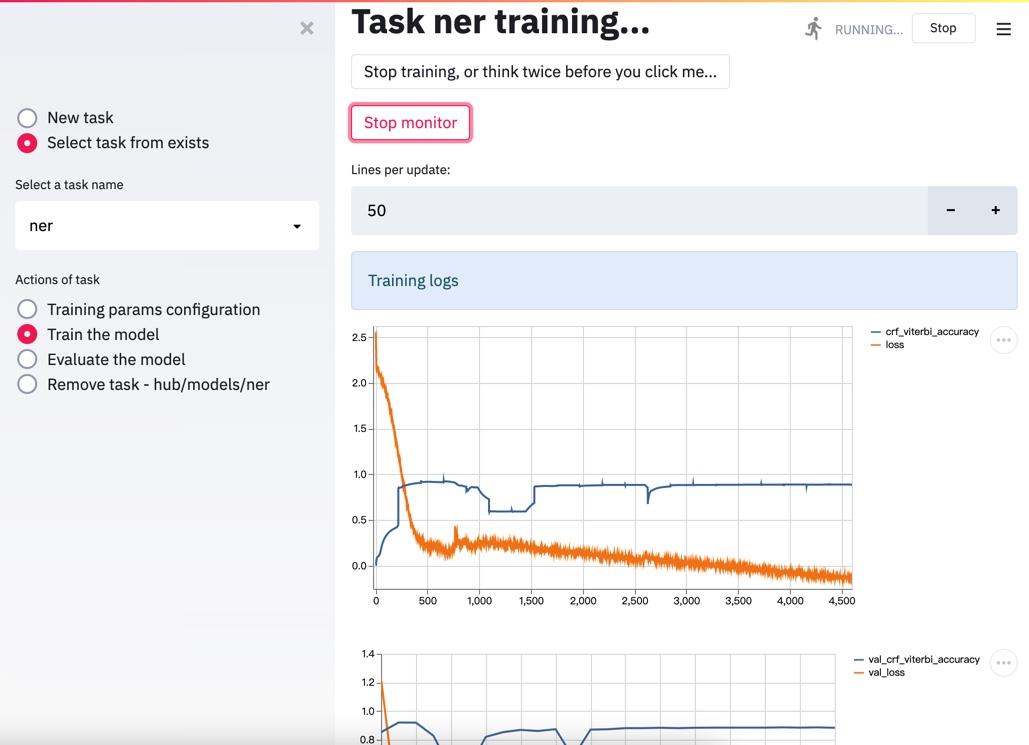 Task ner training...
RUNNING...
Stop
Stop training, or think twice before you click me...
Stop monitor
New task
Select task from exists
Select a task name
ner
Actions of task
Training params configuration
Train the model
Evaluate the model
Remove task - hub/models/ner
Lines per update:
50
Training logs
crf_viterbi_accuracy
loss
2.5
2.0
1.5
1.0
0.5
0.0
0 500 1,000 1,500 2,000 2,500 3,000 3,500 4,000 4,500
val_crf_viterbi_accuracy
val_loss
1.4
1.2
1.0
0.8